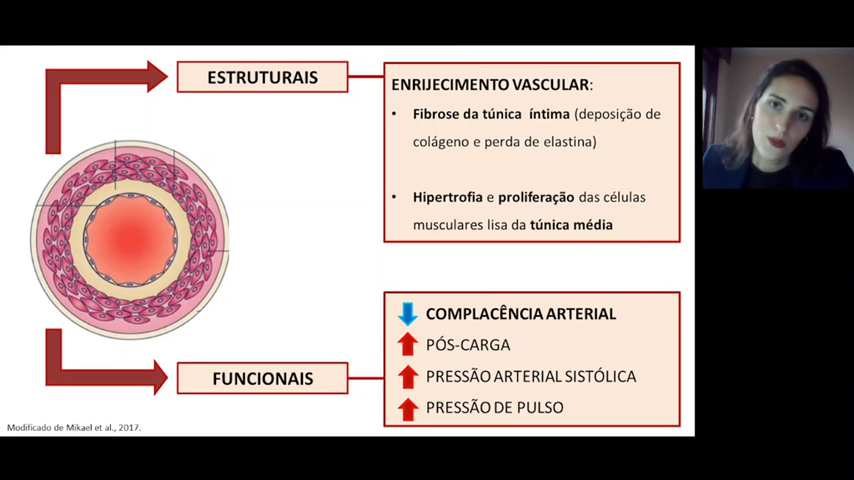 ESTRUTURAIS
ENRIJECIMENTO VASCULAR:
• Fibrose da túnica íntima (deposição de
colágeno e perda de elastina)
• Hipertrofia e proliferação das células
musculares lisa da túnica média
FUNCIONAIS
COMPLACÊNCIA ARTERIAL
PÓS-CARGA
PRESSÃO ARTERIAL SISTÓLICA
PRESSÃO DE PULSO
Modificado de Mikael et al., 2017.